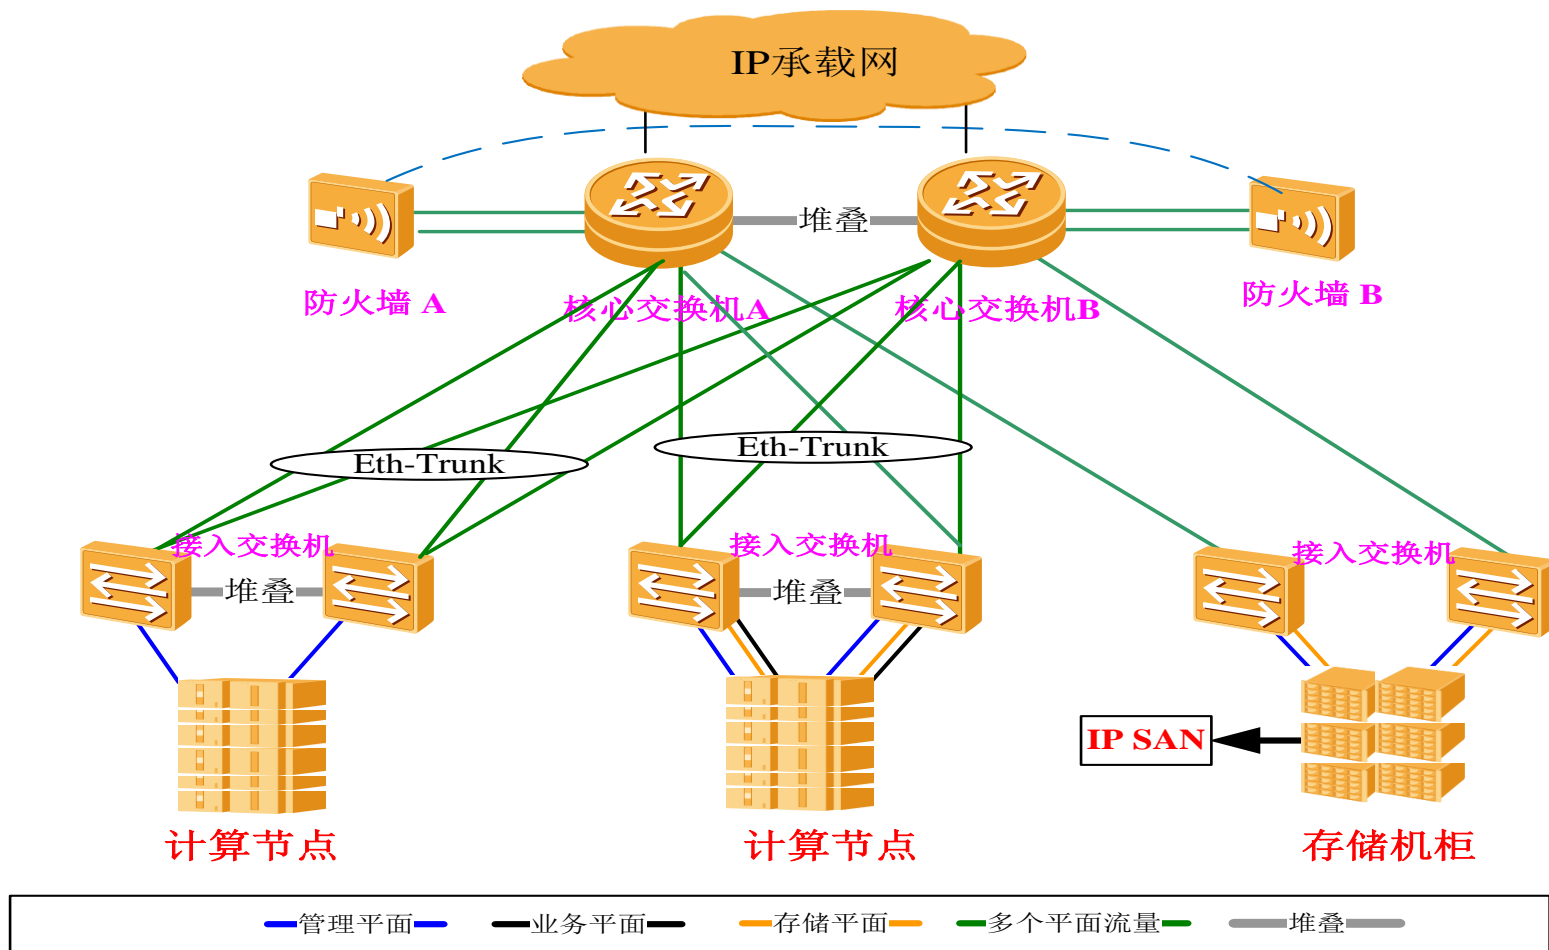 IP承载网
堆叠
防火墙 A
核心交换机A
核心交换机B
防火墙 B
Eth-Trunk
Eth-Trunk
接入交换机
接入交换机
接入交换机
堆叠
堆叠
IP SAN
计算节点
计算节点
存储机柜
管理平面
业务平面
存储平面
多个平面流量
堆叠